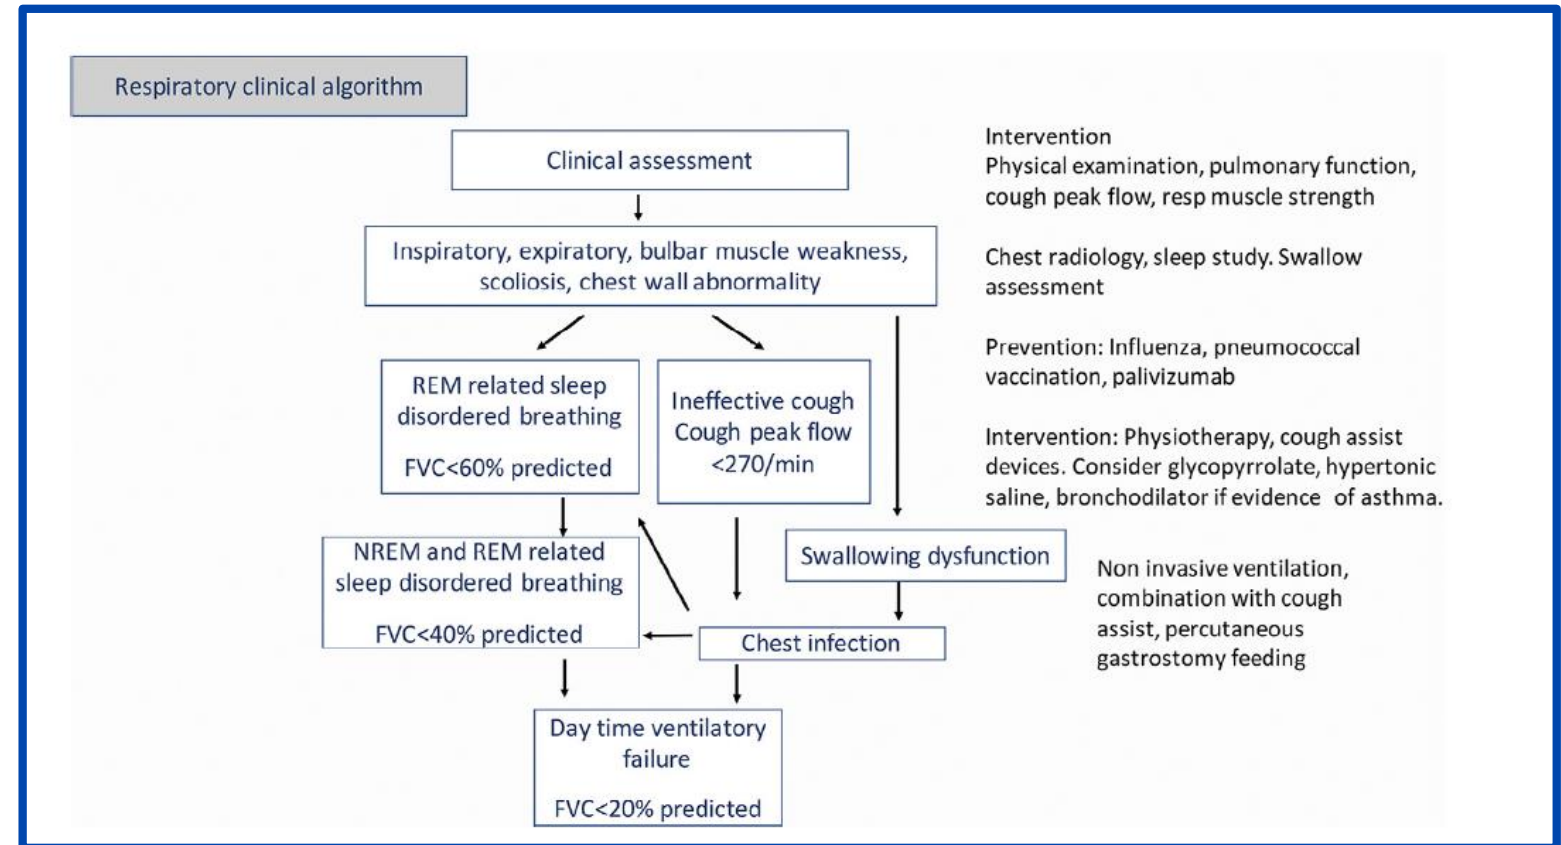 Respiratory clinical algorithm
Clinical assessment
Inspiratory, expiratory, bulbar muscle weakness,
scoliosis, chest wall abnormality
REM related sleep
disordered breathing
FVC<60% predicted
Ineffective cough
Cough peak flow
<270/min
NREM and REM related
sleep disordered breathing
FVC<40% predicted
Swallowing dysfunction
Chest infection
Day time ventilatory
failure
FVC<20% predicted
Intervention
Physical examination, pulmonary function,
cough peak flow, resp muscle strength
Chest radiology, sleep study. Swallow
assessment
Prevention: Influenza, pneumococcal
vaccination, palivizumab
Intervention: Physiotherapy, cough assist
devices. Consider glycopyrrolate, hypertonic
saline, bronchodilator if evidence of asthma.
Non invasive ventilation,
combination with cough
assist, percutaneous
gastrostomy feeding